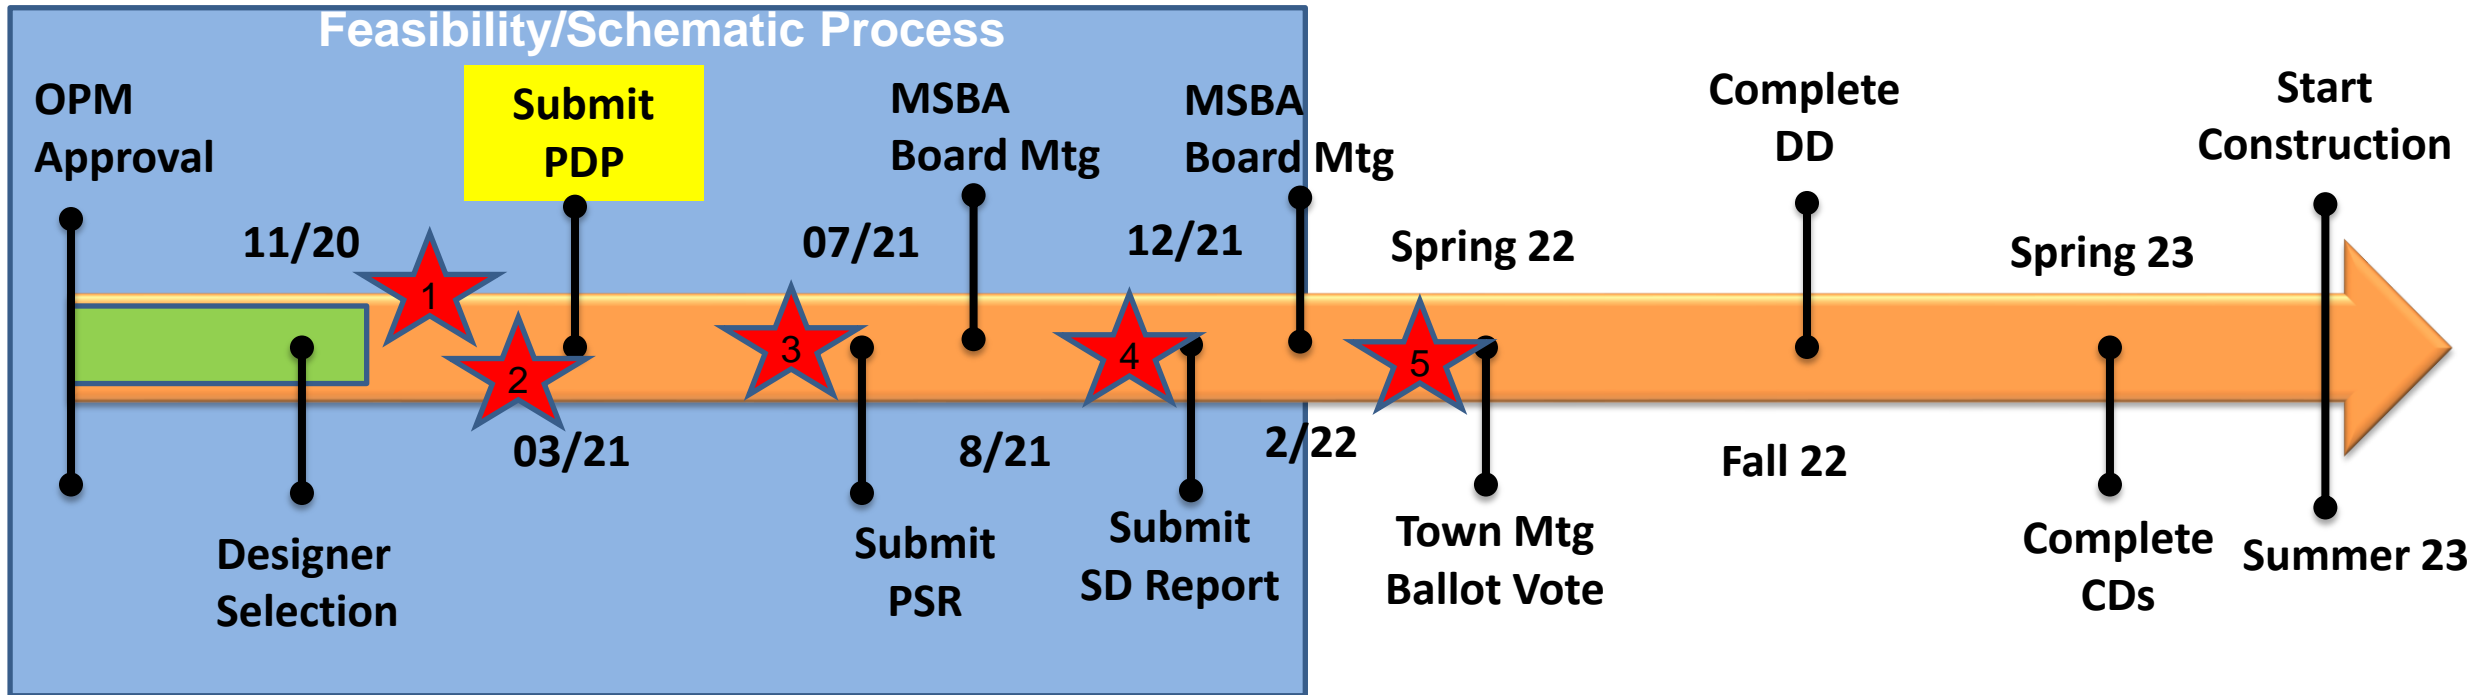 Feasibility/Schematic Process
OPM
Approval
Submit
PDP
MSBA
Board Mtg
MSBA
Board Mtg
Complete
DD
Start
Construction
11/20
07/21
12/21
Spring 22
Spring 23
1
2
3
4
5
03/21
8/21
2/22
Fall 22
Designer
Selection
Submit
PSR
Submit
SD Report
Town Mtg
Ballot Vote
Complete
CDs
Summer 23